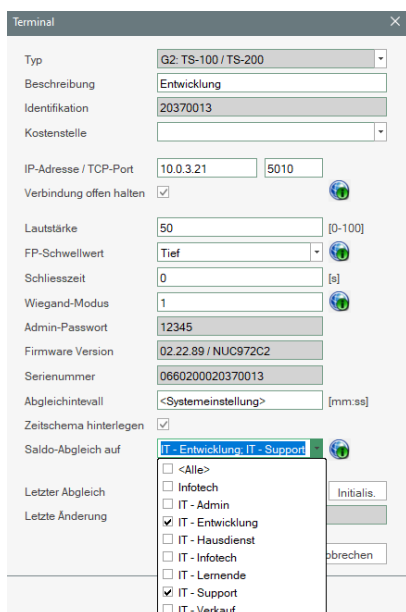 Terminal
Typ G2: TS-100 / TS-200
Beschreibung Entwicklung
Identifikation 20370013
Kostenstelle
IP-Adresse / TCP-Port 10.0.3.21 5010
Verbindung offen halten
Lautstärke 50 [0-100]
FP-Schwellwert Tief
Schliesszeit 0 [s]
Wiegand-Modus 1
Admin-Passwort 12345
Firmware Version 02.22.89 / NUC972C2
Serienummer 0660200020370013
Abgleichintevall <Systemeinstellung> [mm:ss]
Zeitschema hinterlegen
Saldo-Abgleich auf IT - Entwicklung; IT - Support
<Alle>
Infotech
Letzter Abgleich Initialis.
IT - Admin
Letzte Änderung
IT - Entwicklung
IT - Hausdienst
IT - Infotech bbrechen
IT - Lernende
IT - Support
IT - Verkauf